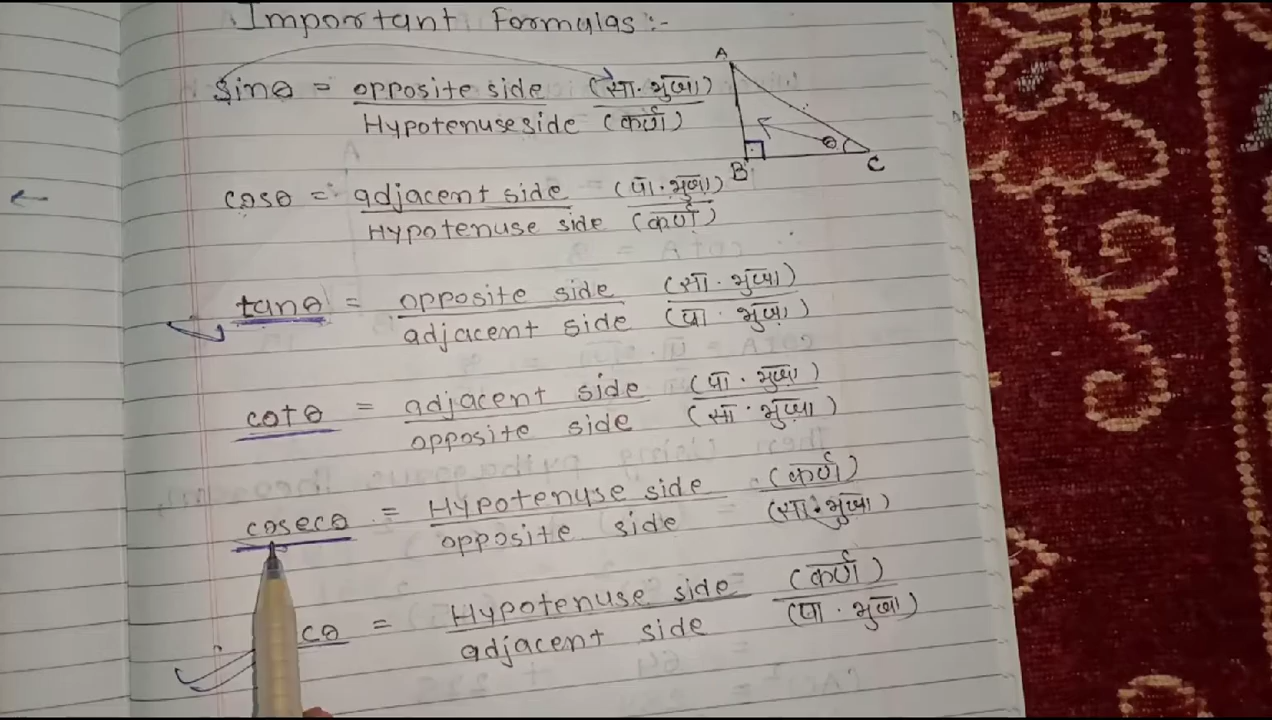 Important Formulas:-
sinθ = opposite side (सा. भुजा)
Hypotenuse side (कर्ण)
cosθ = adjacent side (पा. भुजा)
Hypotenuse side (कर्ण)
tanθ = opposite side (सा. भुजा)
adjacent side (पा. भुजा)
cotθ = adjacent side (पा. भुजा)
opposite side (सा. भुजा)
cosecθ = Hypotenuse side (कर्ण)
opposite side (सा. भुजा)
cθ = Hypotenuse side (कर्ण)
adjacent side (पा. भुजा)
A
θ
B
C